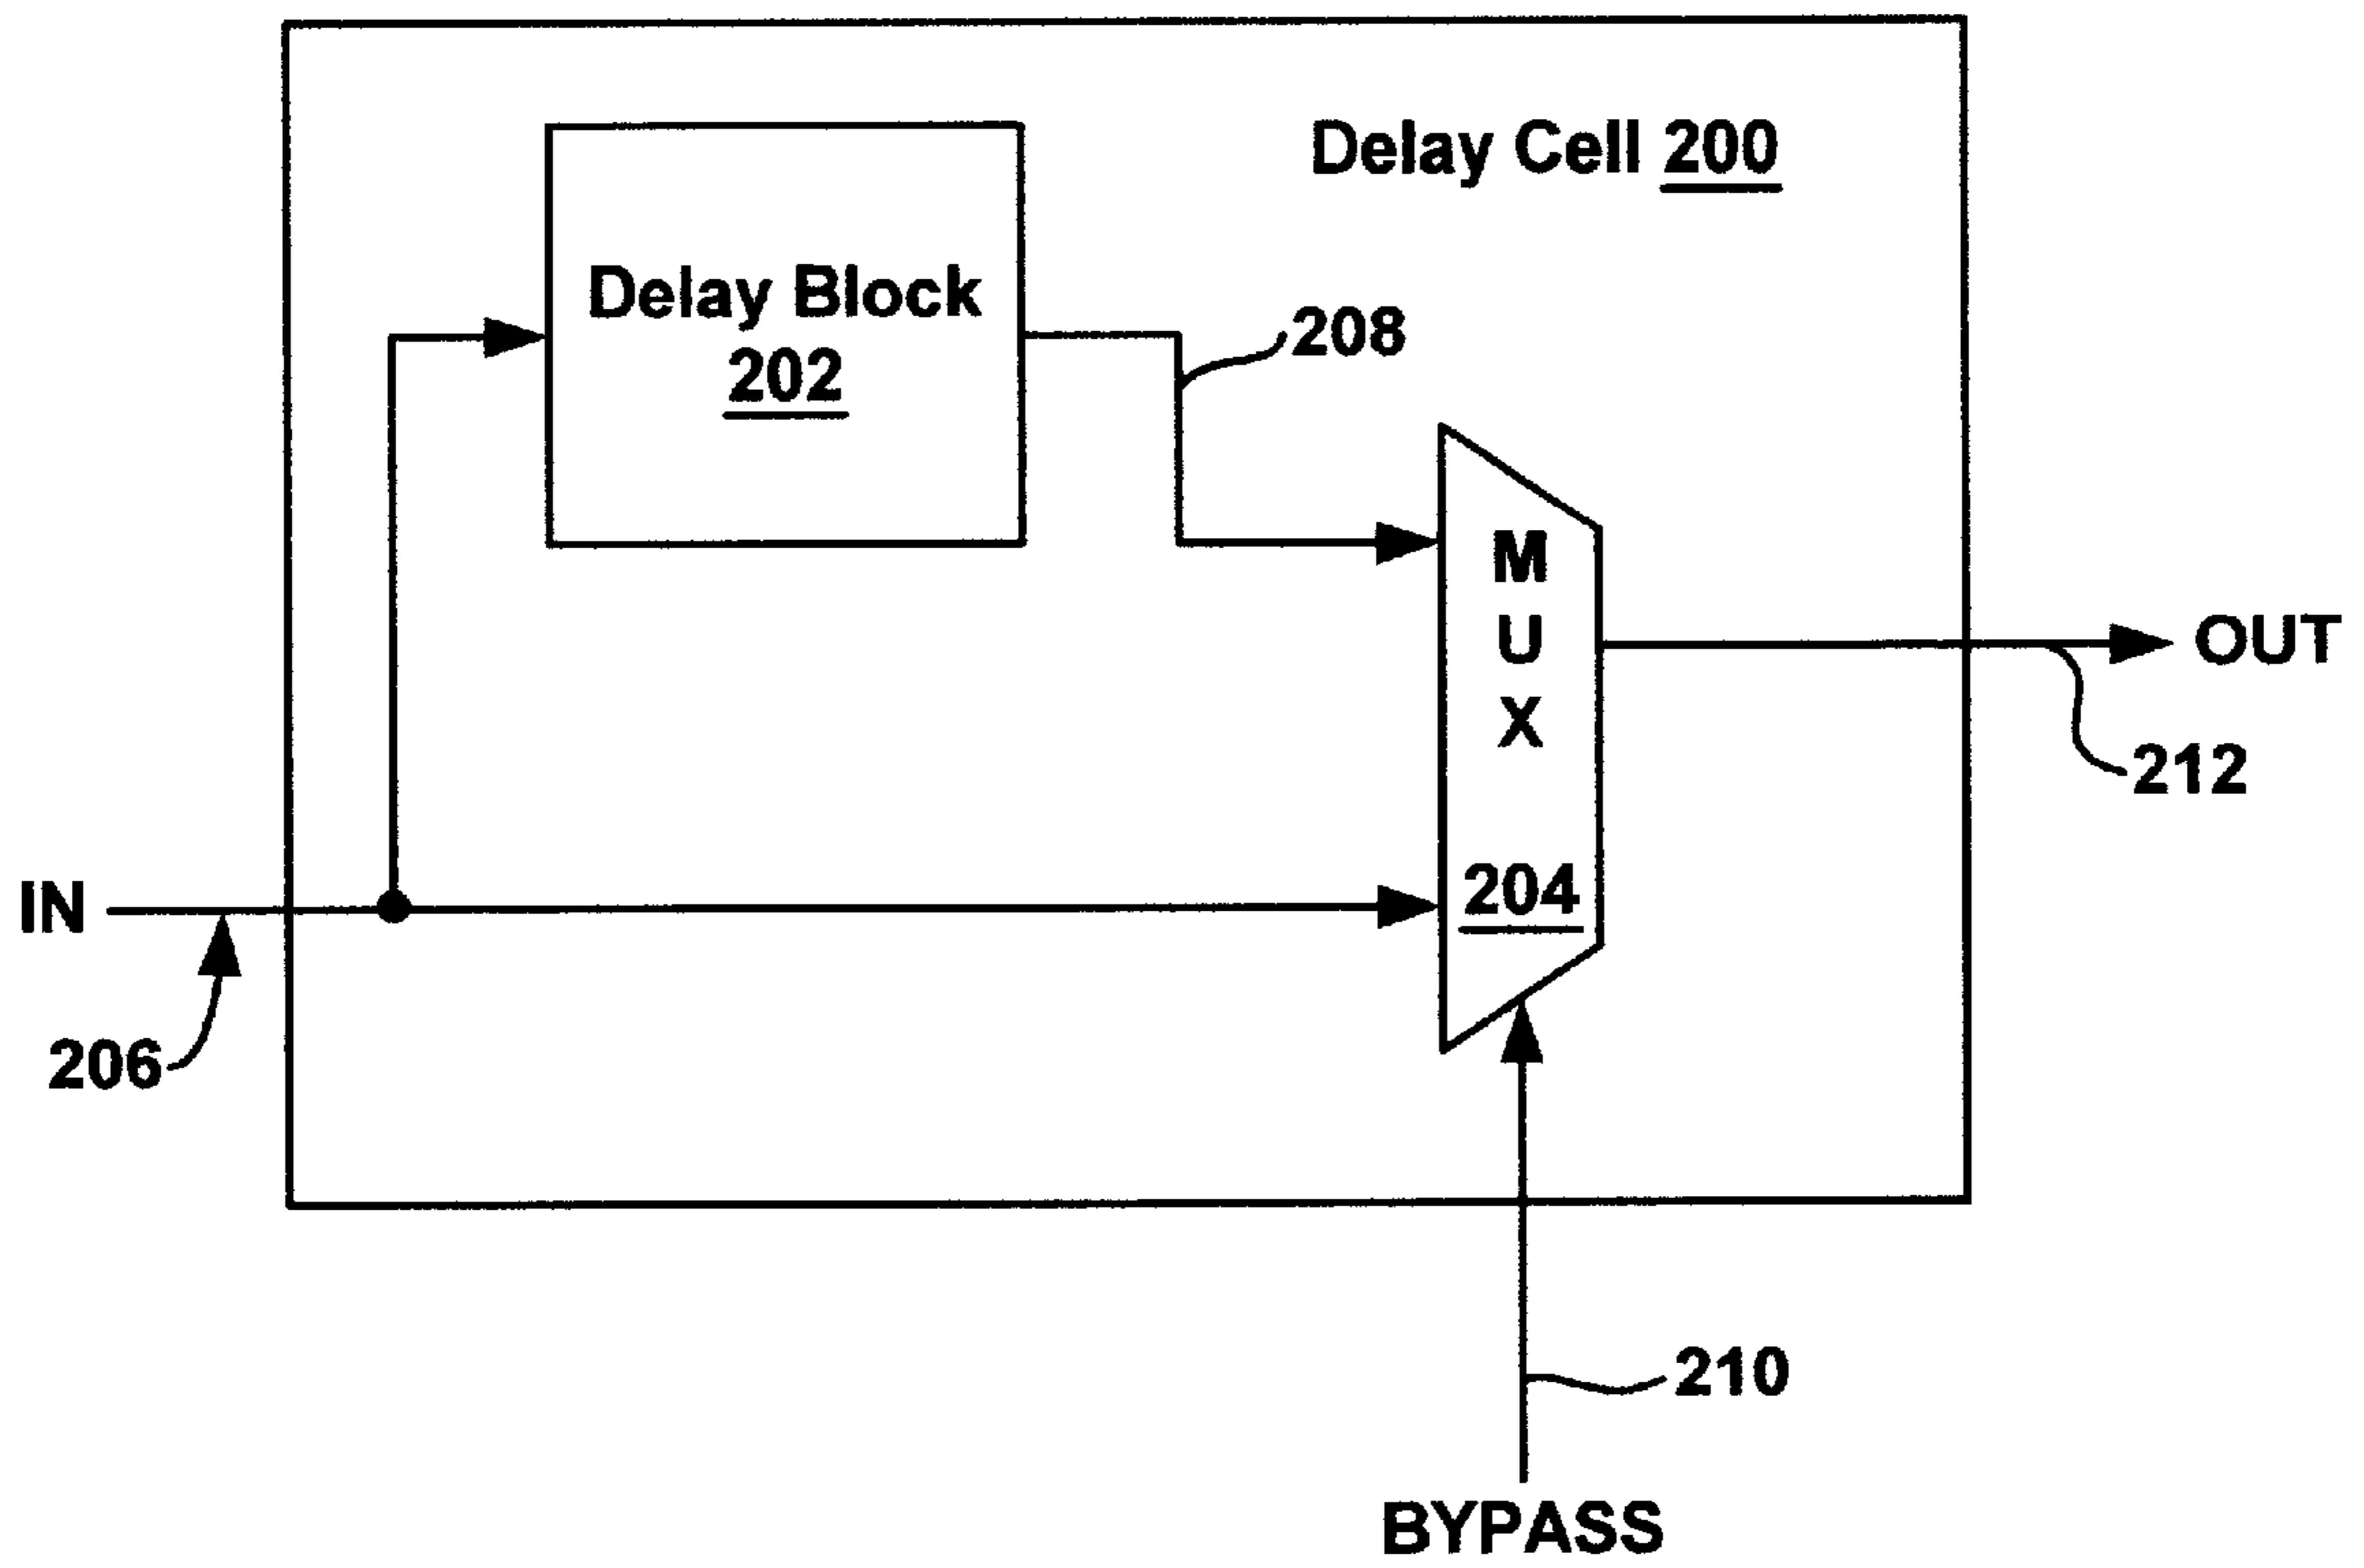 Delay Cell 200
Delay Block
202
208
M
U
X
204
OUT
212
IN
206
210
BYPASS